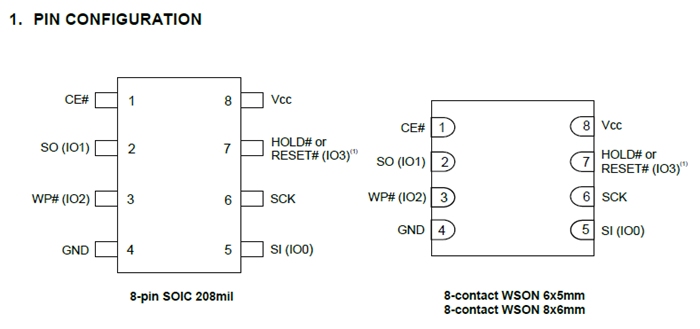 1. PIN CONFIGURATION
CE# 1 8 Vcc
SO (IO1) 2 7 HOLD# or
RESET# (IO3)(1)
WP# (IO2) 3 6 SCK
GND 4 5 SI (IO0)
8-pin SOIC 208mil
CE# 1 8 Vcc
SO (IO1) 2 7 HOLD# or
RESET# (IO3)(1)
WP# (IO2) 3 6 SCK
GND 4 5 SI (IO0)
8-contact WSON 6x5mm
8-contact WSON 8x6mm